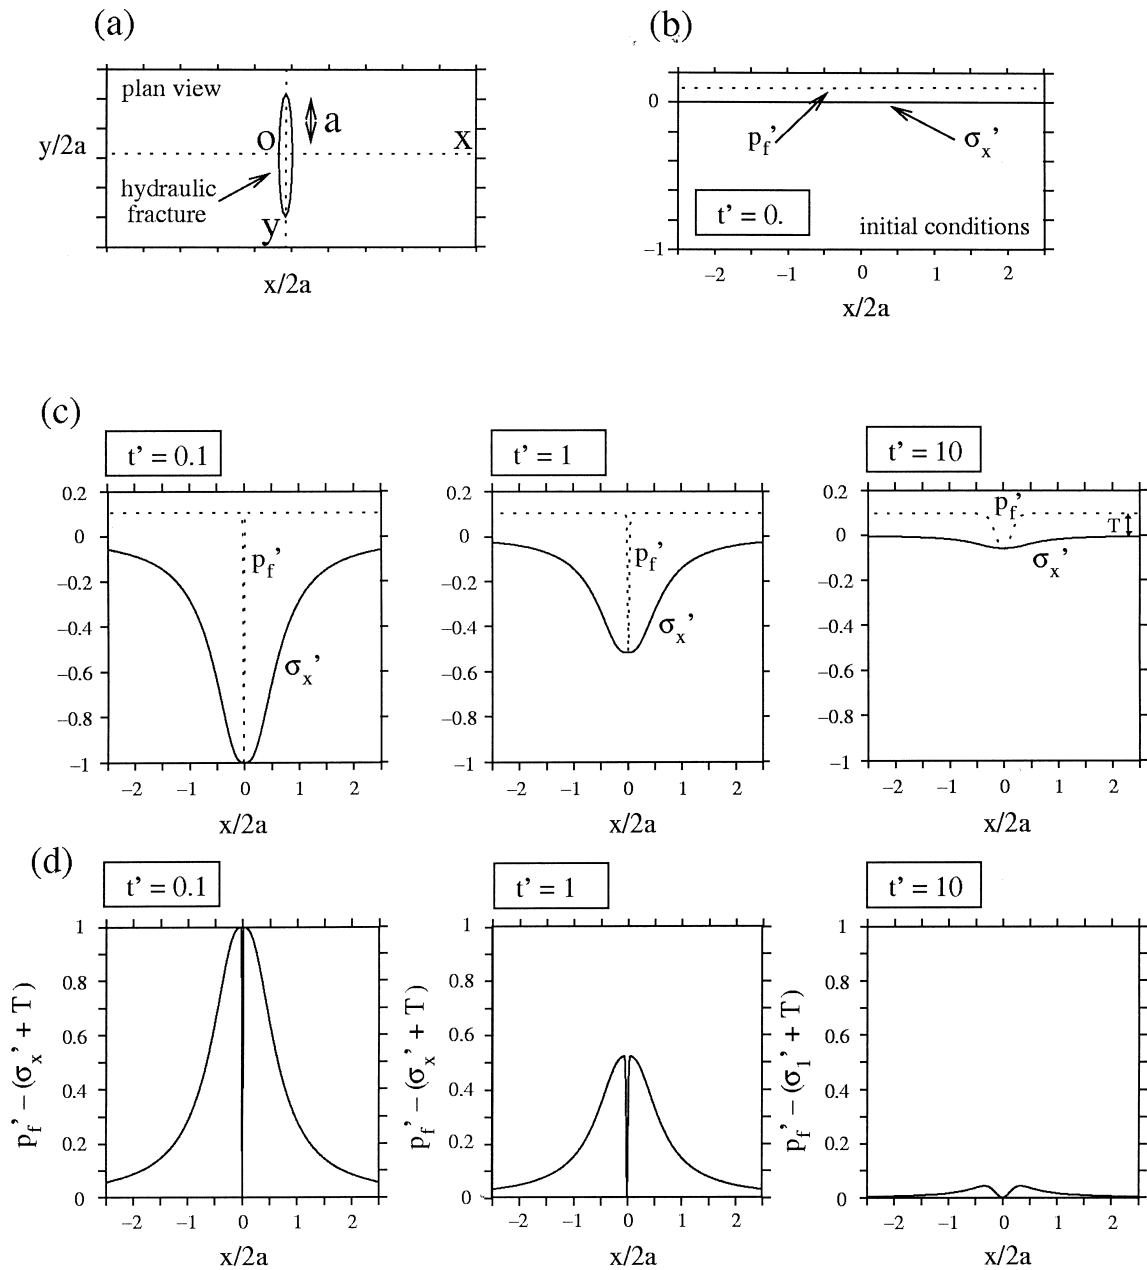 (a)
plan view
a
o
x
y/2a
hydraulic
fracture
y
x/2a
(b)
0
p_f'
σ_x'
t' = 0.
initial conditions
−1
−2 −1 0 1 2
x/2a
(c)
t' = 0.1
0.2
0
−0.2
−0.4
−0.6
−0.8
−1
p_f'
σ_x'
−2 −1 0 1 2
x/2a
t' = 1
0.2
0
−0.2
−0.4
−0.6
−0.8
−1
p_f'
σ_x'
−2 −1 0 1 2
x/2a
t' = 10
0.2
0
−0.2
−0.4
−0.6
−0.8
−1
p_f'
T
σ_x'
−2 −1 0 1 2
x/2a
(d)
t' = 0.1
p_f' − (σ_x' + T)
1
0.8
0.6
0.4
0.2
0
−2 −1 0 1 2
x/2a
t' = 1
p_f' − (σ_x' + T)
1
0.8
0.6
0.4
0.2
0
−2 −1 0 1 2
x/2a
t' = 10
p_f' − (σ_1' + T)
1
0.8
0.6
0.4
0.2
0
−2 −1 0 1 2
x/2a